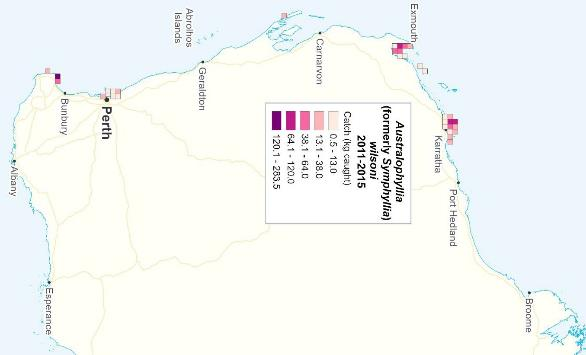 Australophyllia
(formerly Symphyllia)
wilsoni
2011-2015
Catch (kg caught)
0.5 - 13.0
13.1 - 38.0
38.1 - 64.0
64.1 - 120.0
120.1 - 283.5
Broome
Port Hedland
Karratha
Exmouth
Carnarvon
Abrolhos
Islands
Geraldton
Perth
Bunbury
Albany
Esperance